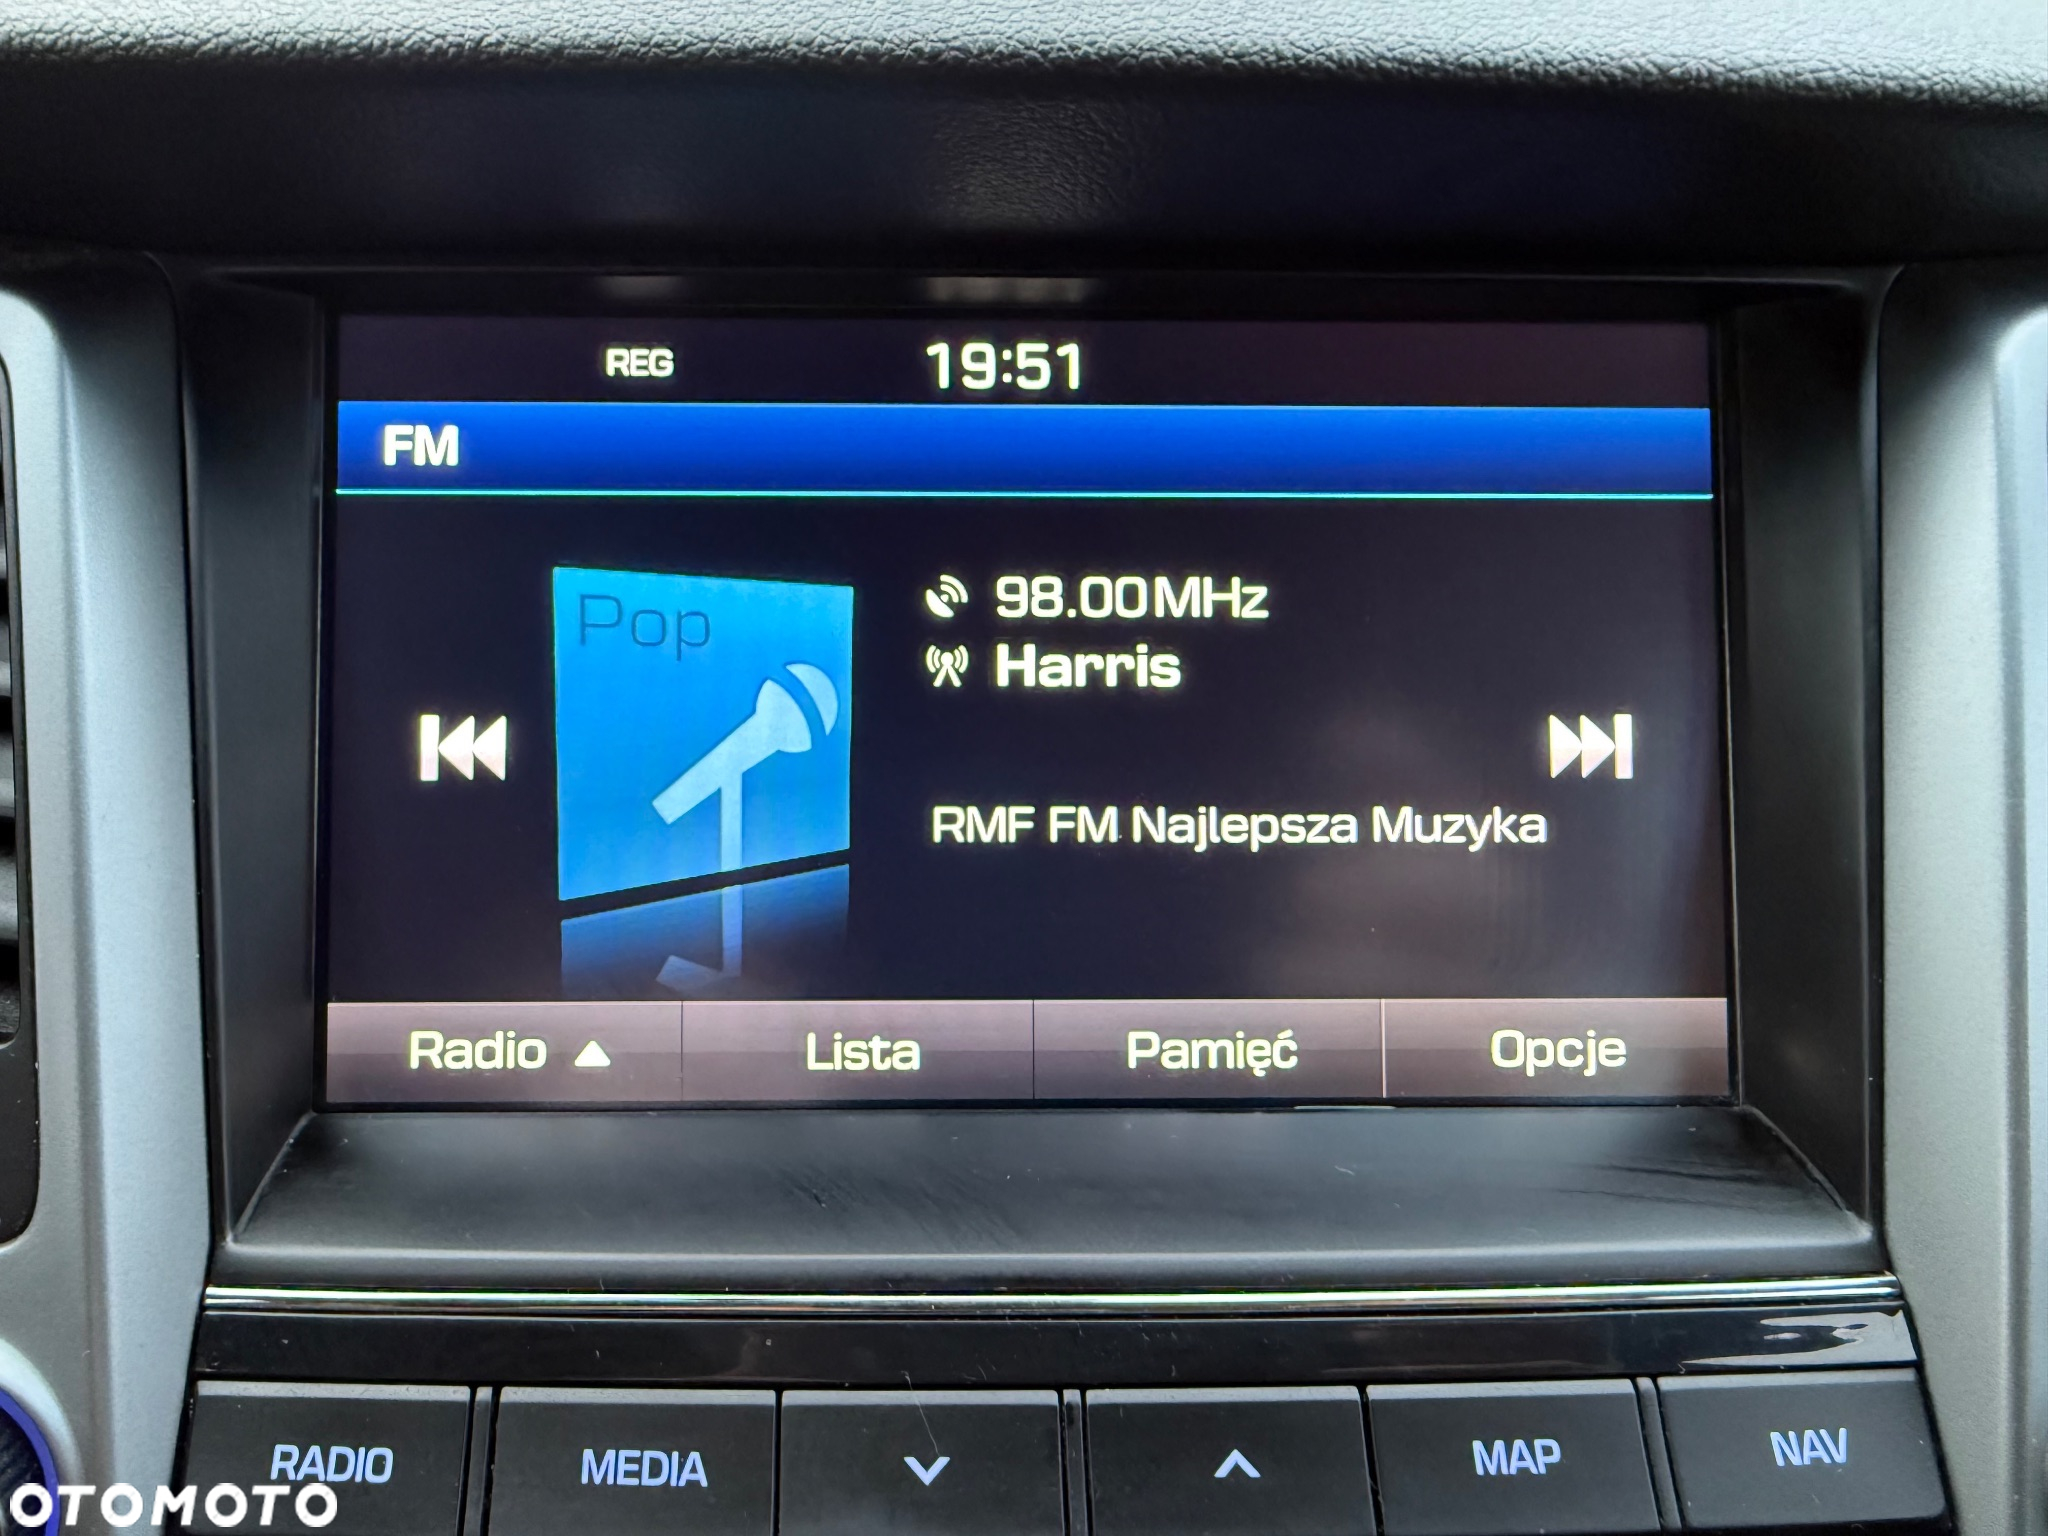 REG 19:51
FM
Pop
98.00MHz
Harris
RMF FM Najlepsza Muzyka
Radio Lista Pamięć Opcje
RADIO MEDIA MAP NAV
OTOMOTO